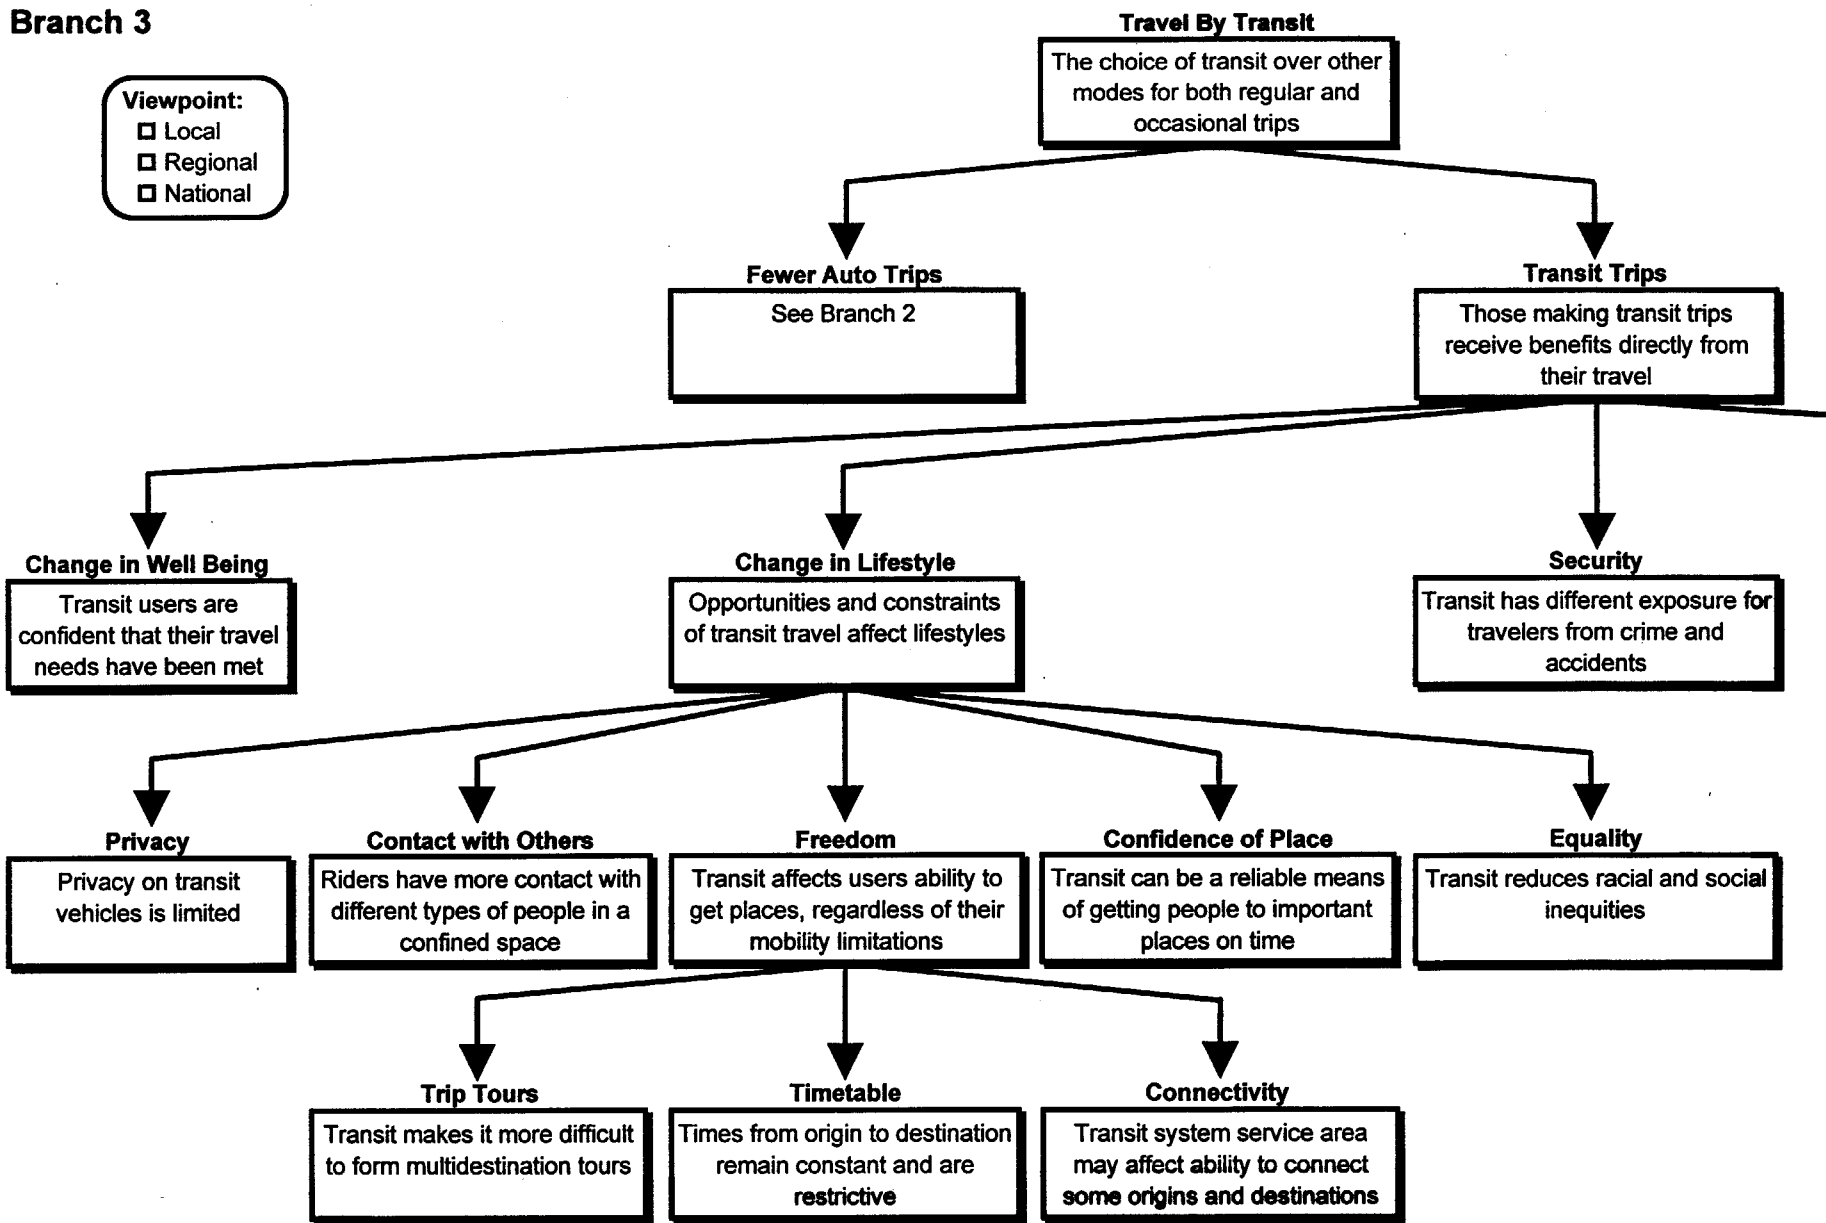 Branch 3
Viewpoint:
Local
Regional
National
Travel By Transit
The choice of transit over other
modes for both regular and
occasional trips
Fewer Auto Trips
See Branch 2
Transit Trips
Those making transit trips
receive benefits directly from
their travel
Change in Well Being
Transit users are
confident that their travel
needs have been met
Change in Lifestyle
Opportunities and constraints
of transit travel affect lifestyles
Security
Transit has different exposure for
travelers from crime and
accidents
Privacy
Privacy on transit
vehicles is limited
Contact with Others
Riders have more contact with
different types of people in a
confined space
Freedom
Transit affects users ability to
get places, regardless of their
mobility limitations
Confidence of Place
Transit can be a reliable means
of getting people to important
places on time
Equality
Transit reduces racial and social
inequities
Trip Tours
Transit makes it more difficult
to form multidestination tours
Timetable
Times from origin to destination
remain constant and are
restrictive
Connectivity
Transit system service area
may affect ability to connect
some origins and destinations